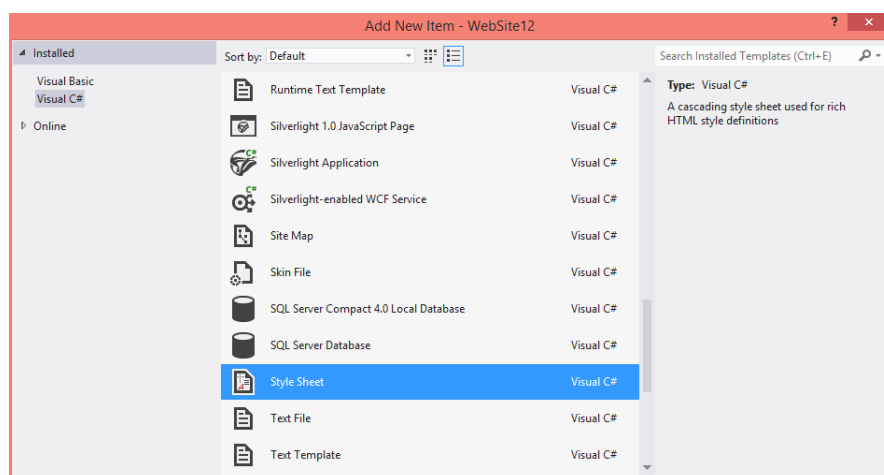 Add New Item - WebSite12
? ×
Installed
Sort by: Default
Search Installed Templates (Ctrl+E)
Visual Basic
Visual C#
Online
Runtime Text Template Visual C#
Silverlight 1.0 JavaScript Page Visual C#
Silverlight Application Visual C#
Silverlight-enabled WCF Service Visual C#
Site Map Visual C#
Skin File Visual C#
SQL Server Compact 4.0 Local Database Visual C#
SQL Server Database Visual C#
Style Sheet Visual C#
Text File Visual C#
Text Template Visual C#
Type: Visual C#
A cascading style sheet used for rich
HTML style definitions